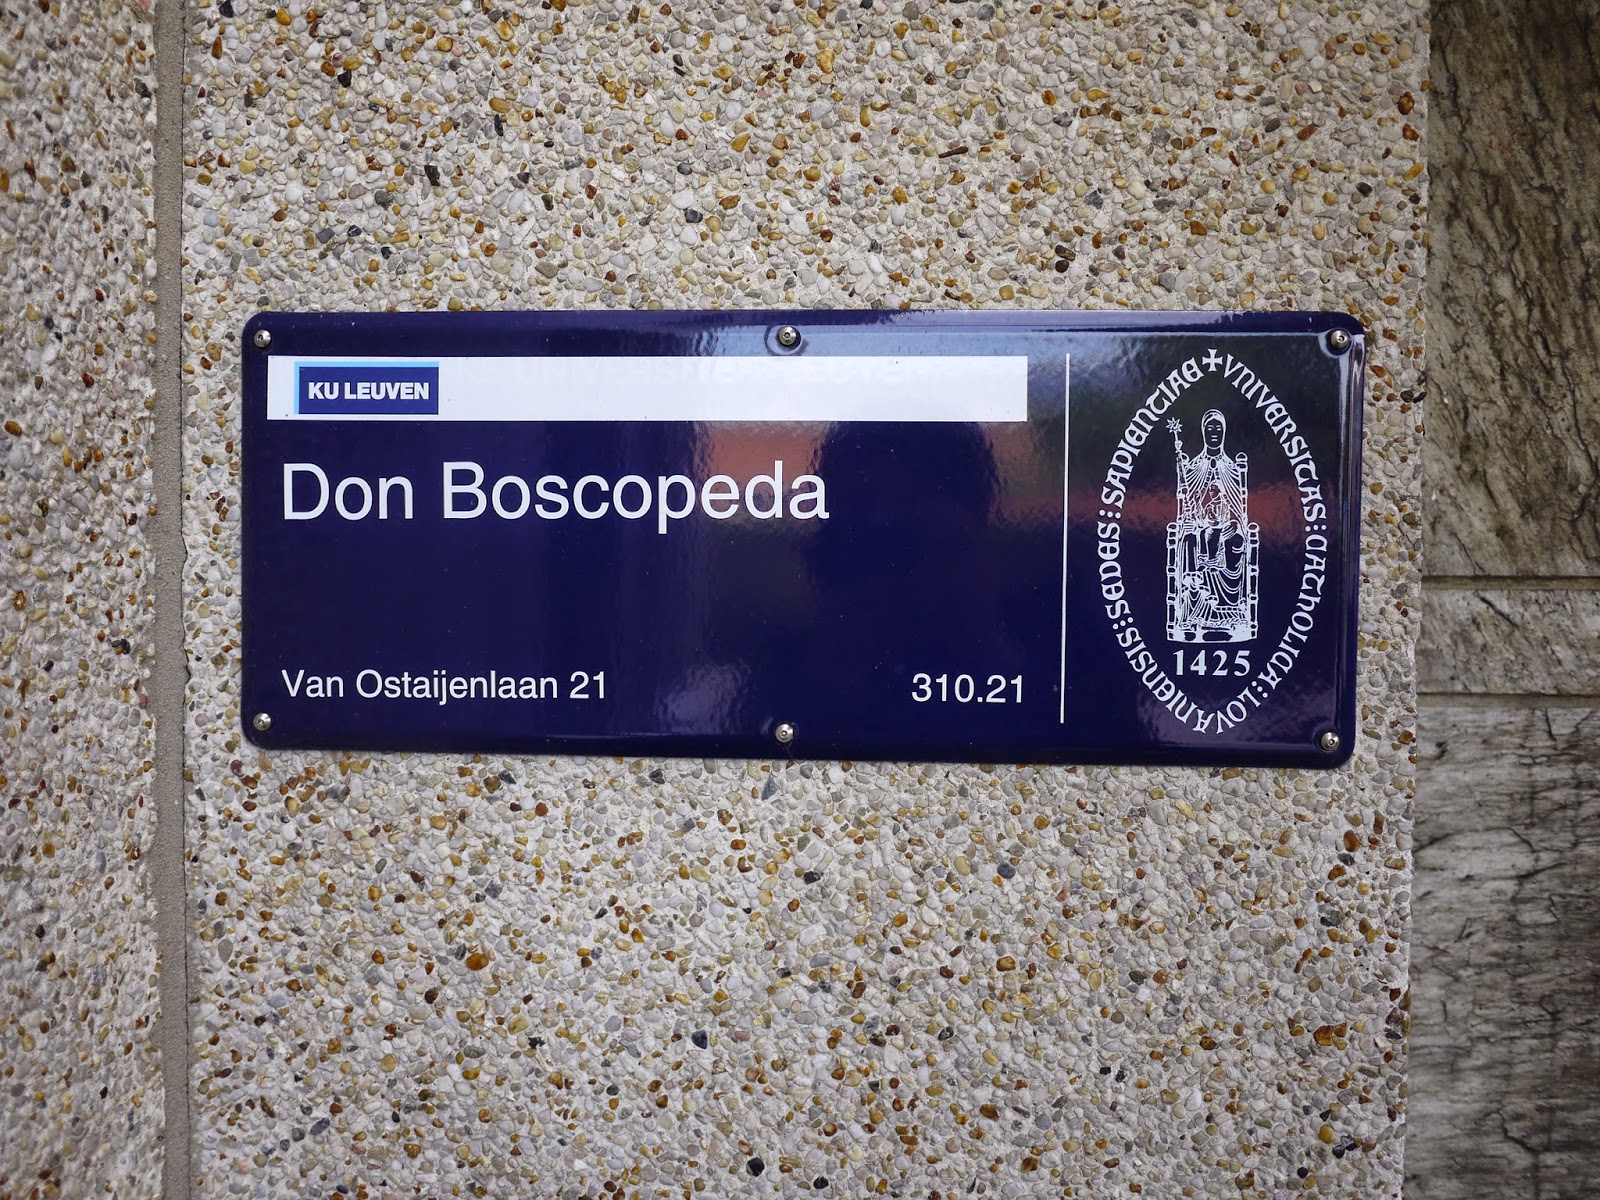 KU LEUVEN
Don Boscopeda
Van Ostaijenlaan 21
310.21
VNIVERSITAS : CATHOLICA : LOVANIENSIS : SEDES : SAPIENTIAE
1425